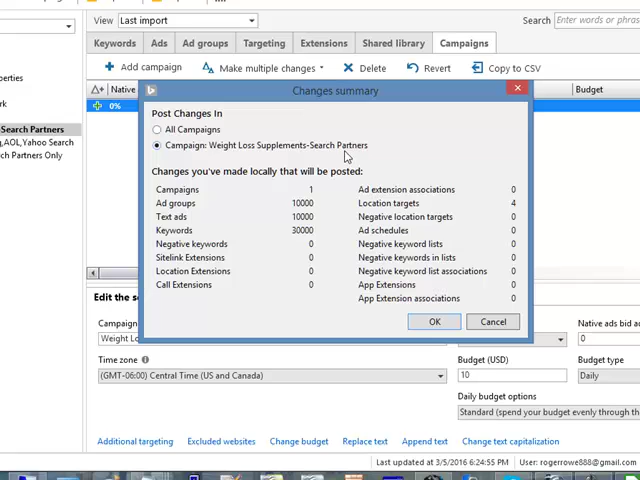 View Last import Search Enter words or phrase
Keywords Ads Ad groups Targeting Extensions Shared library Campaigns
Add campaign Make multiple changes Delete Revert Copy to CSV
operties
Native Budget
0%
Changes summary
Post Changes In
All Campaigns
Campaign: Weight Loss Supplements-Search Partners
Search Partners
g,AOL,Yahoo Search
h Partners Only
Changes you've made locally that will be posted:
Campaigns 1 Ad extension associations 0
Ad groups 10000 Location targets 4
Text ads 10000 Negative location targets 0
Keywords 30000 Ad schedules 0
Negative keywords 0 Negative keyword lists 0
Sitelink Extensions 0 Negative keywords in lists 0
Location Extensions 0 Negative keyword list associations 0
Call Extensions 0 App Extensions 0
App Extension associations 0
OK Cancel
Edit the se
Campaign Native ads bid ad
Weight Lo 0
Time zone Budget (USD) Budget type
(GMT-06:00) Central Time (US and Canada) 10 Daily
Daily budget options
Standard (spend your budget evenly through th
Additional targeting Excluded websites Change budget Replace text Append text Change text capitalization
Last updated at 3/5/2016 6:24:55 PM User: rogerrowe888@gmail.com